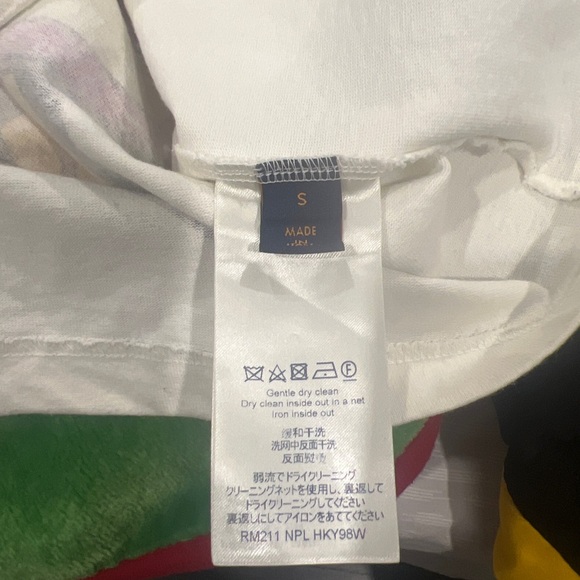 S
MADE
Gentle dry clean
Dry clean inside out in a net
Iron inside out
缓和干洗
洗网中反面干洗
反面熨烫
弱流でドライクリーニング
クリーニングネットを使用し、裏返して
ドライクリーニングしてください
裏返しにしてアイロンをあててください
RM211 NPL HKY98W